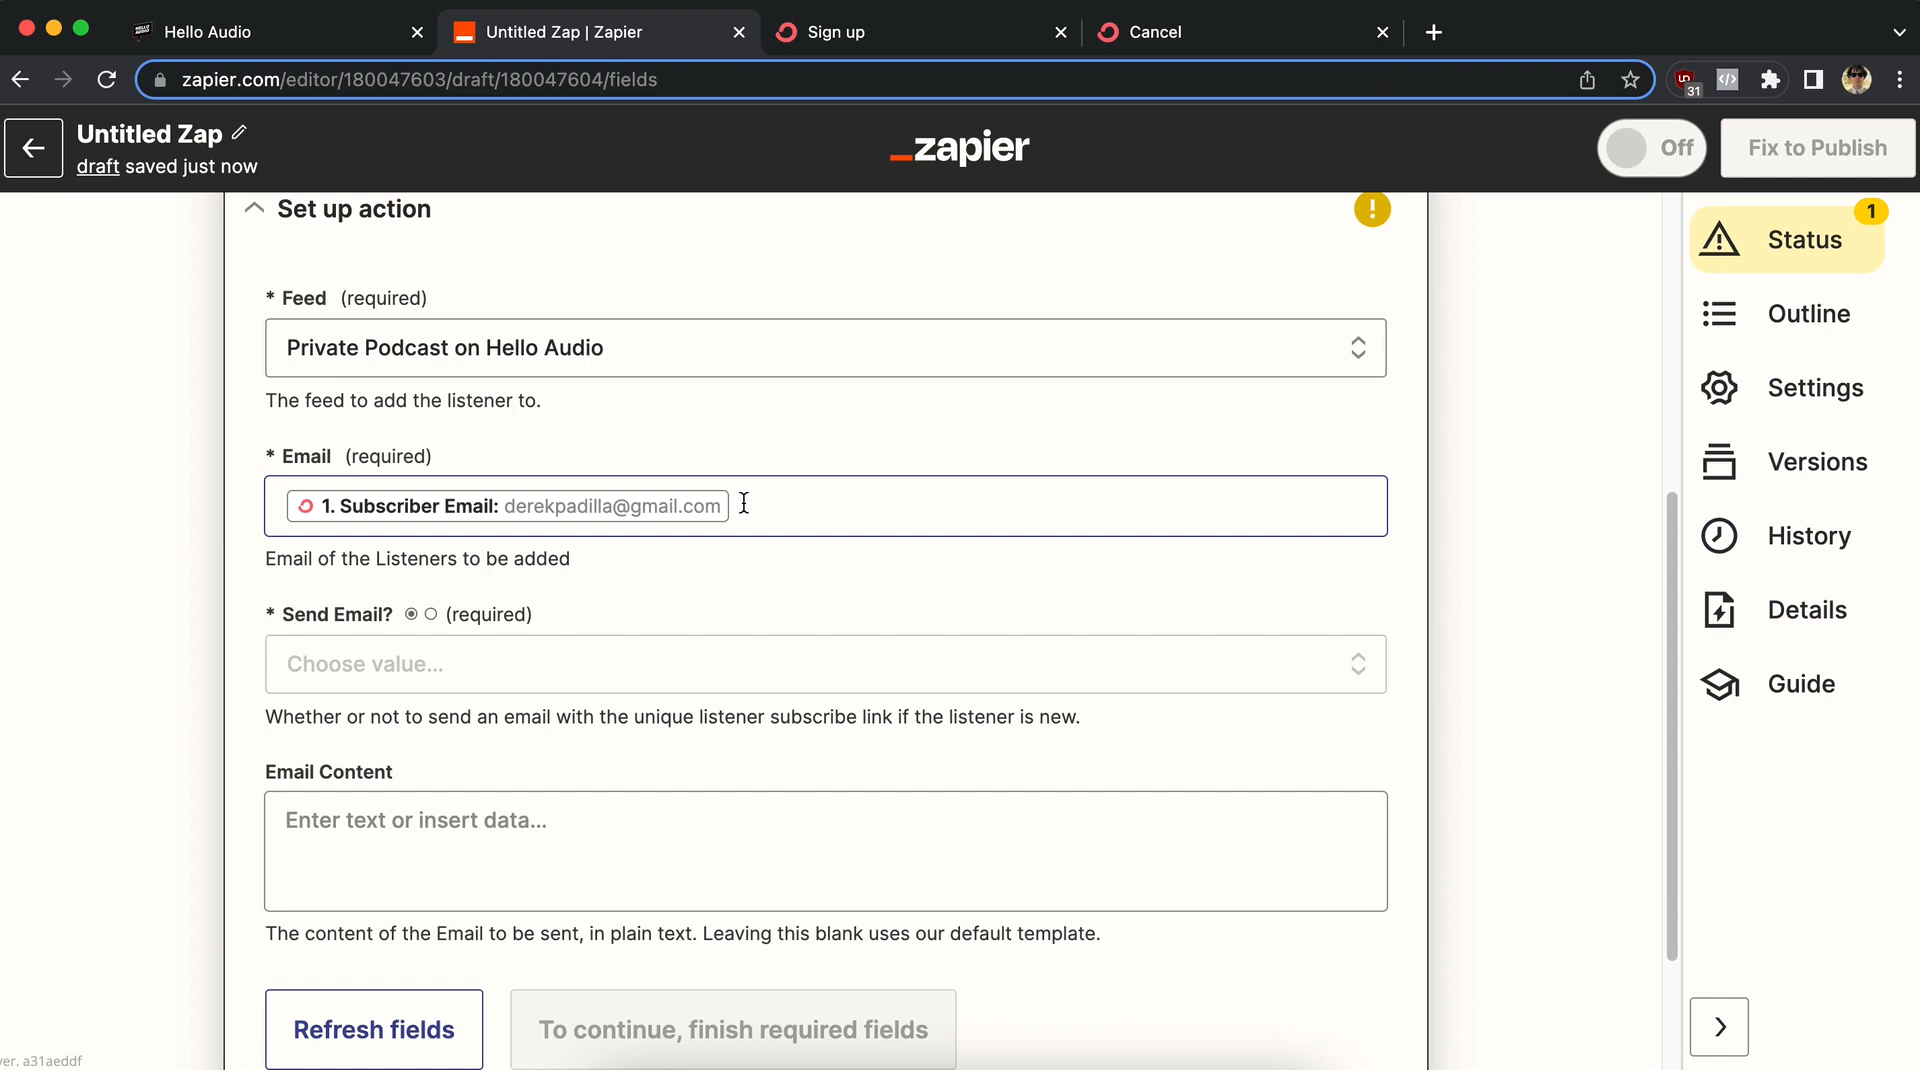 Hello Audio
Untitled Zap | Zapier
Sign up
Cancel
zapier.com/editor/180047603/draft/180047604/fields
31
Untitled Zap
draft saved just now
zapier
Off
Fix to Publish
Set up action
!
* Feed (required)
Private Podcast on Hello Audio
The feed to add the listener to.
* Email (required)
1. Subscriber Email: derekpadilla@gmail.com
Email of the Listeners to be added
* Send Email? (required)
Choose value...
Whether or not to send an email with the unique listener subscribe link if the listener is new.
Email Content
Enter text or insert data...
The content of the Email to be sent, in plain text. Leaving this blank uses our default template.
Refresh fields
To continue, finish required fields
ver. a31aeddf
1
Status
Outline
Settings
Versions
History
Details
Guide